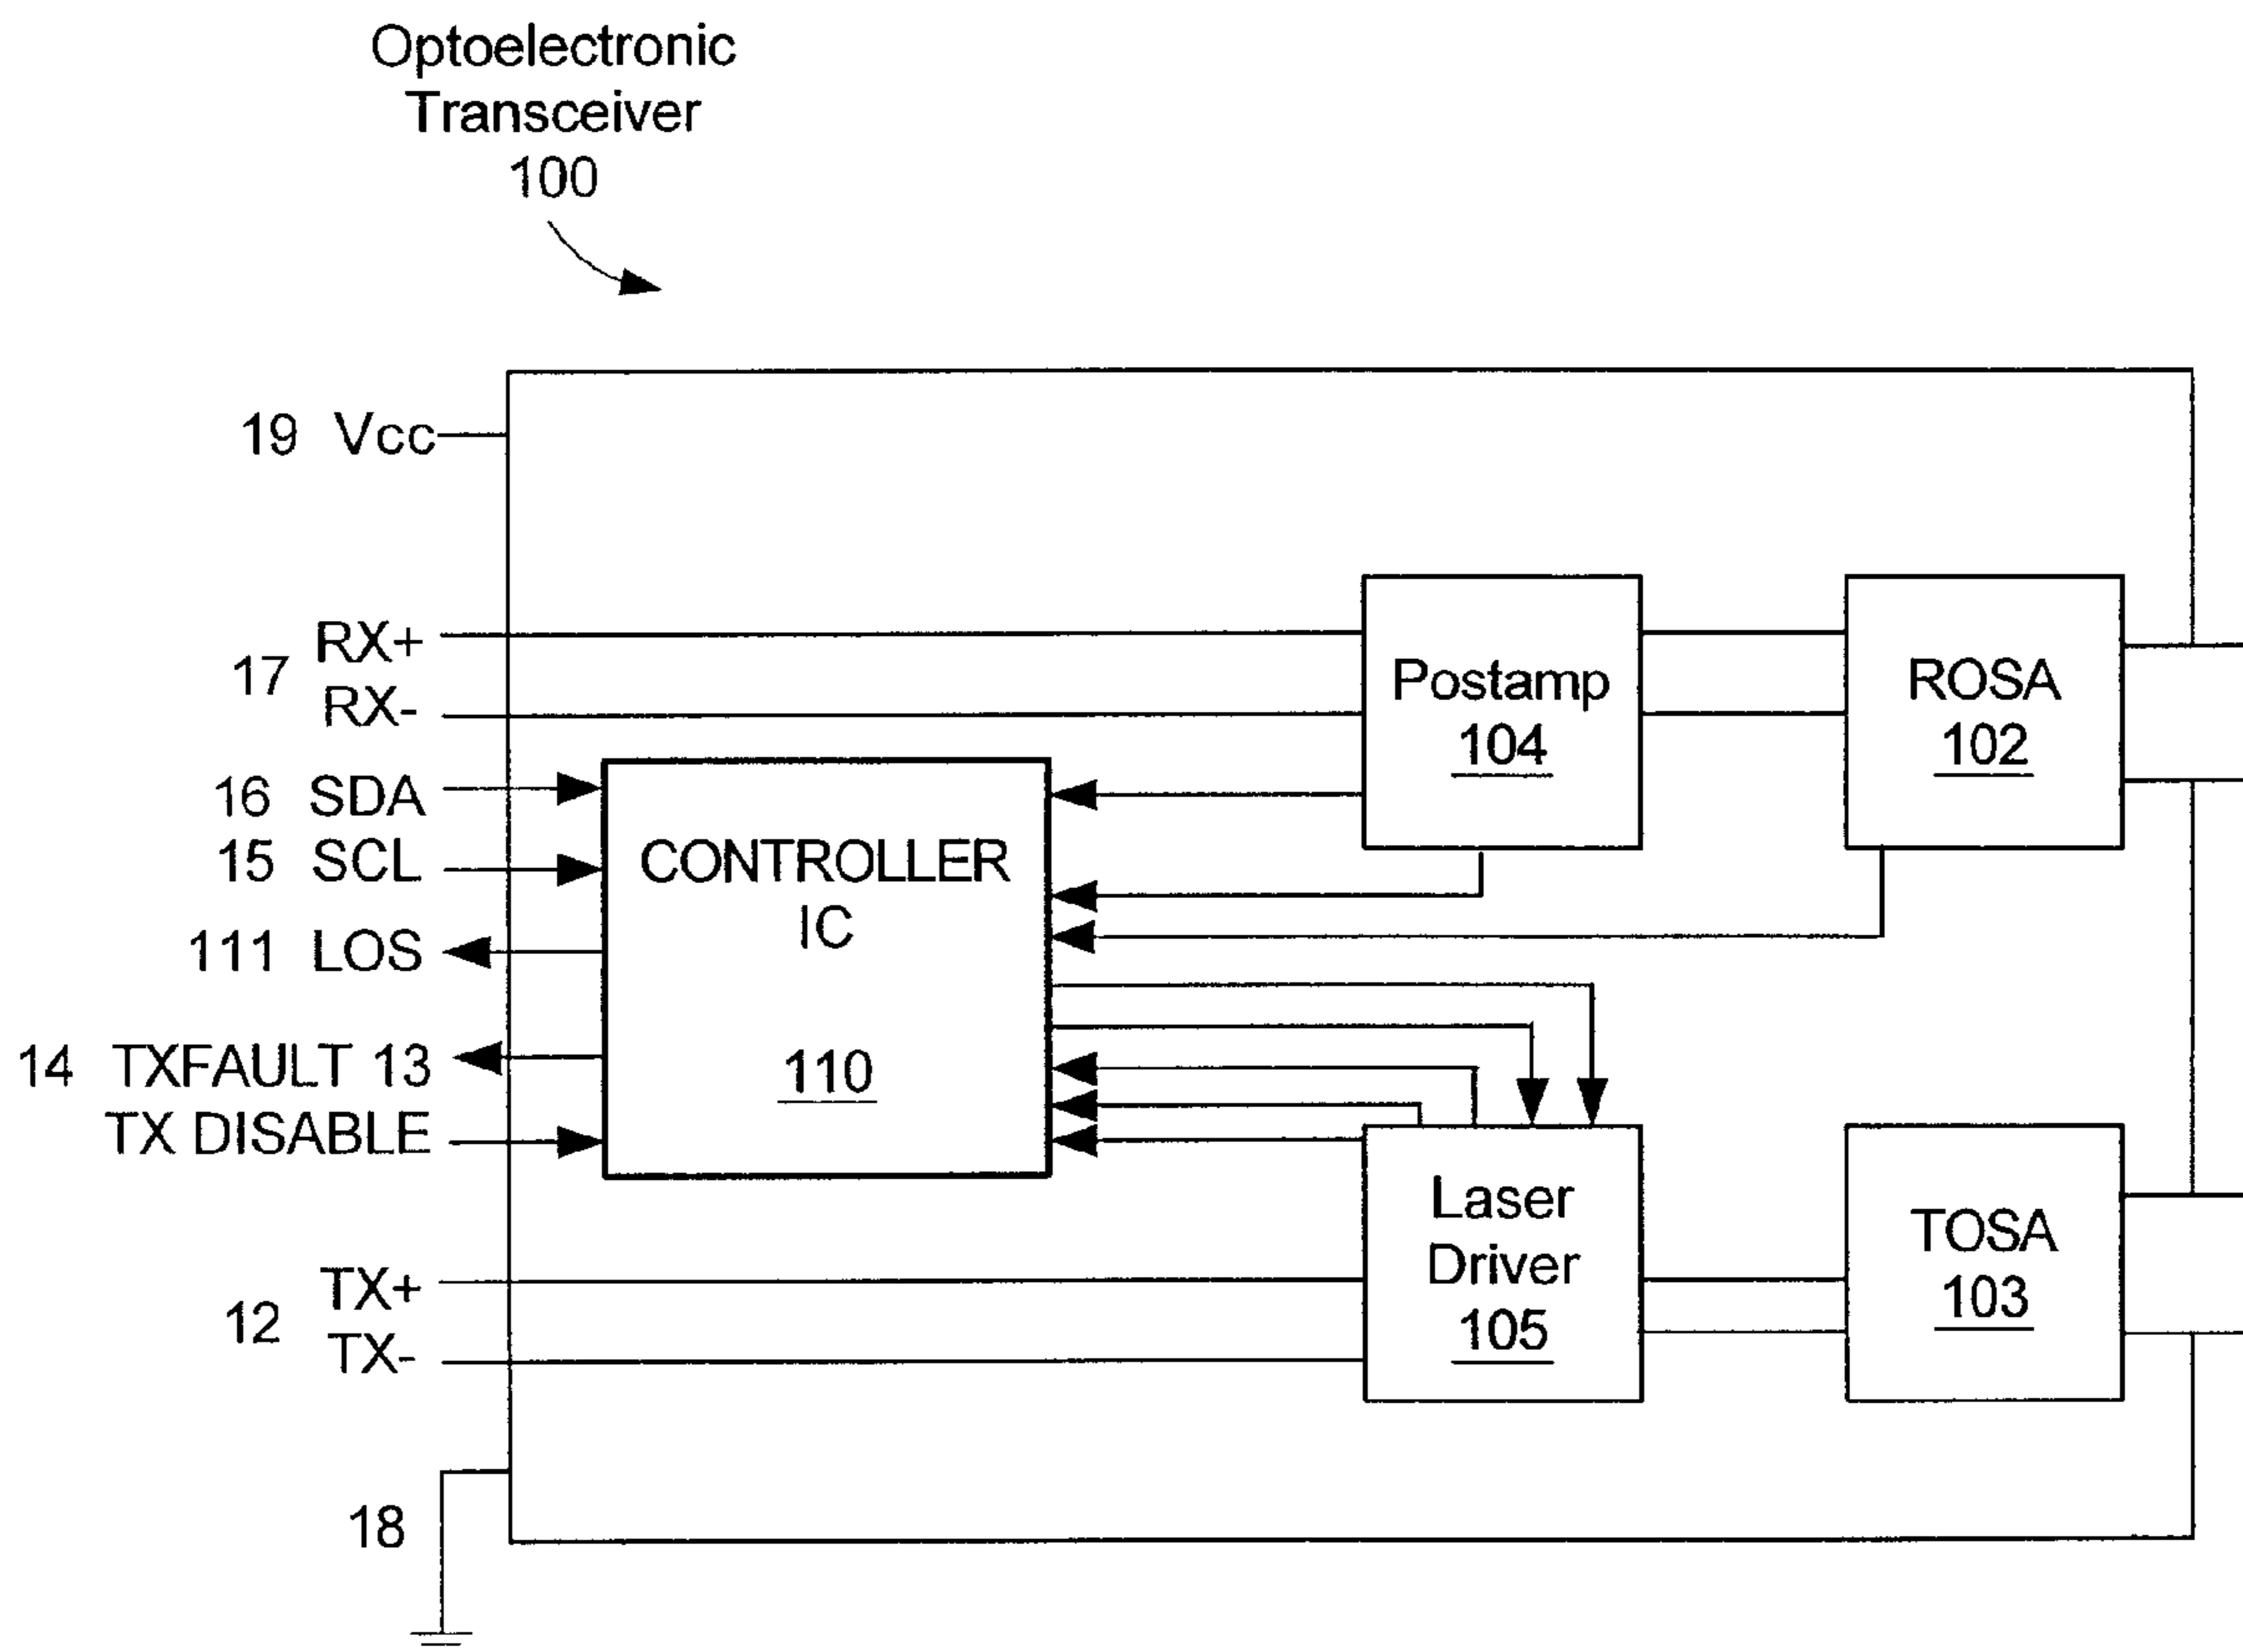 Optoelectronic
Transceiver
100
19 Vcc
17 RX+
RX-
16 SDA
15 SCL
111 LOS
14 TXFAULT 13
TX DISABLE
12 TX+
TX-
18
CONTROLLER
IC
110
Postamp
104
ROSA
102
Laser
Driver
105
TOSA
103